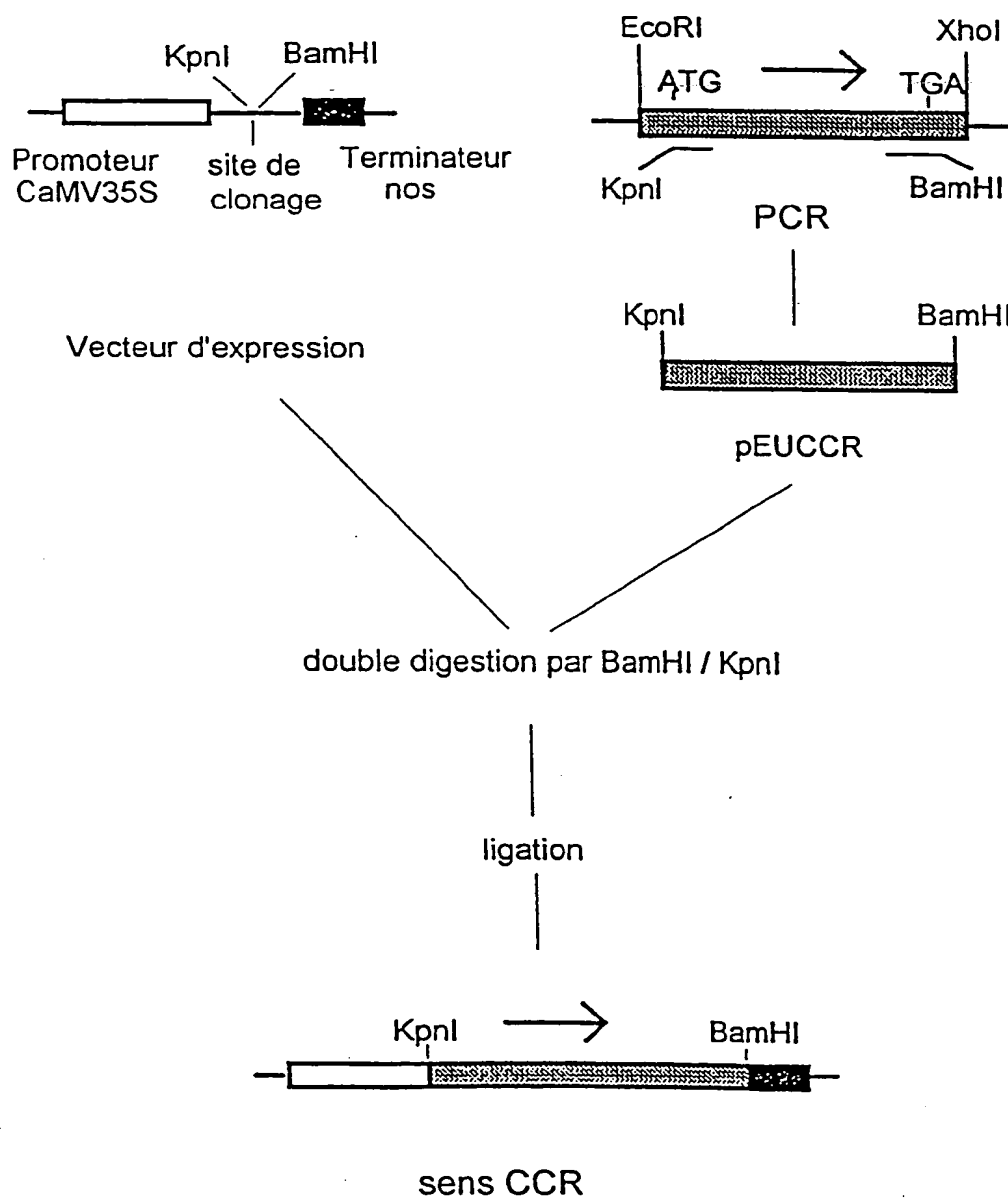 KpnI BamHI
Promoteur
CaMV35S
site de
clonage
Terminateur
nos
Vecteur d'expression
EcoRI XhoI
ATG TGA
KpnI BamHI
PCR
KpnI BamHI
pEUCCR
double digestion par BamHI / KpnI
ligation
KpnI BamHI
sens CCR